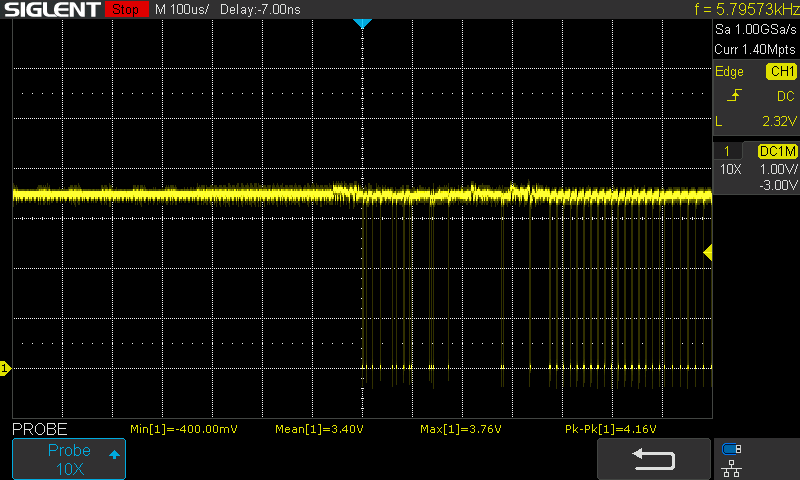 SIGLENT Stop M 100us/ Delay:-7.00ns f = 5.79573kHz
Sa 1.00GSa/s
Curr 1.40Mpts
Edge CH1
DC
L 2.32V
1 DC1M
10X 1.00V/
-3.00V
1
PROBE Min[1]=-400.00mV Mean[1]=3.40V Max[1]=3.76V Pk-Pk[1]=4.16V
Probe
10X